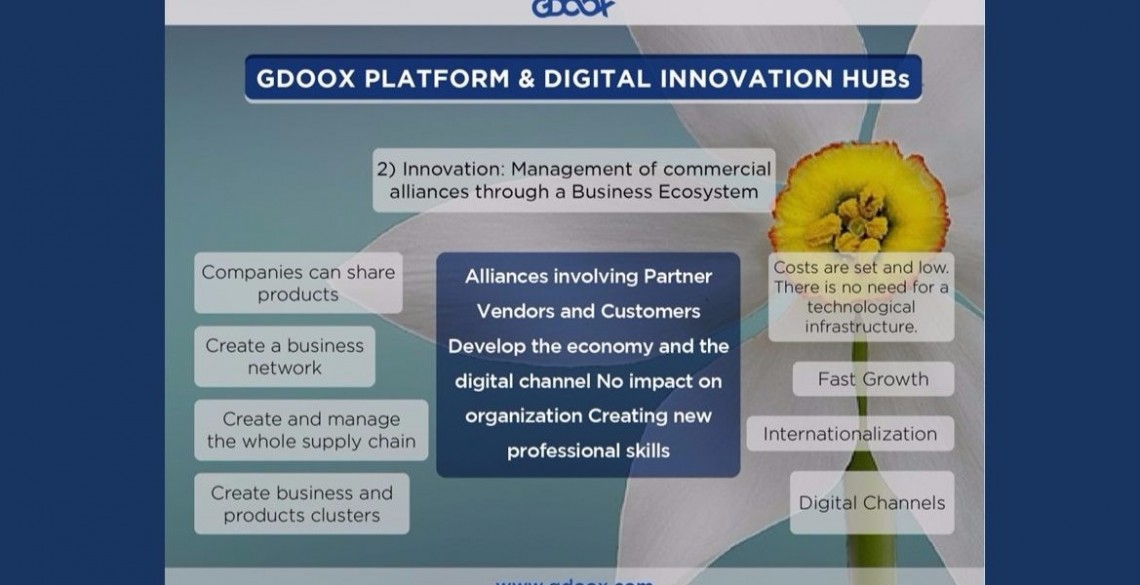 GDOOX
GDOOX PLATFORM & DIGITAL INNOVATION HUBs
2) Innovation: Management of commercial
alliances through a Business Ecosystem
Companies can share
products
Create a business
network
Create and manage
the whole supply chain
Create business and
products clusters
Alliances involving Partner
Vendors and Customers
Develop the economy and the
digital channel No impact on
organization Creating new
professional skills
Costs are set and low.
There is no need for a
technological
infrastructure.
Fast Growth
Internationalization
Digital Channels
www.gdoox.com